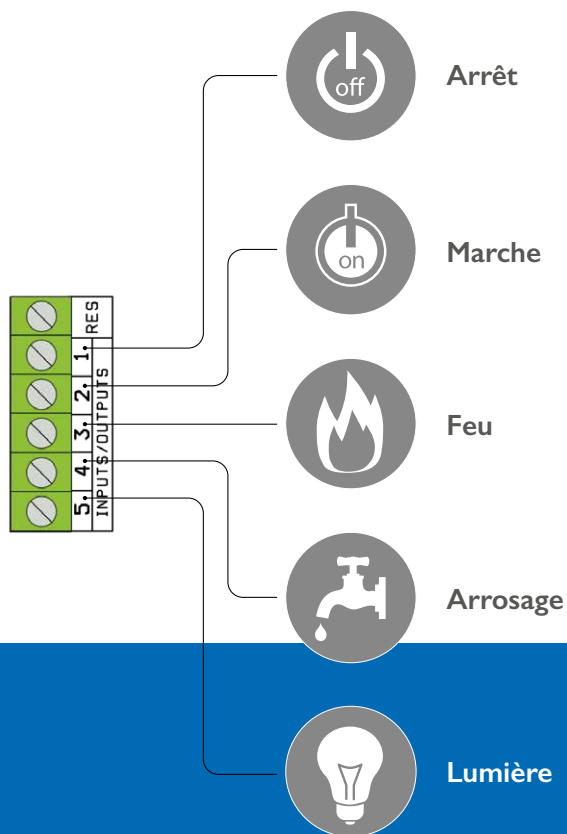 off
Arrêt
on
Marche
RES
1.
2.
3.
4.
5.
INPUTS/OUTPUTS
Feu
Arrosage
Lumière